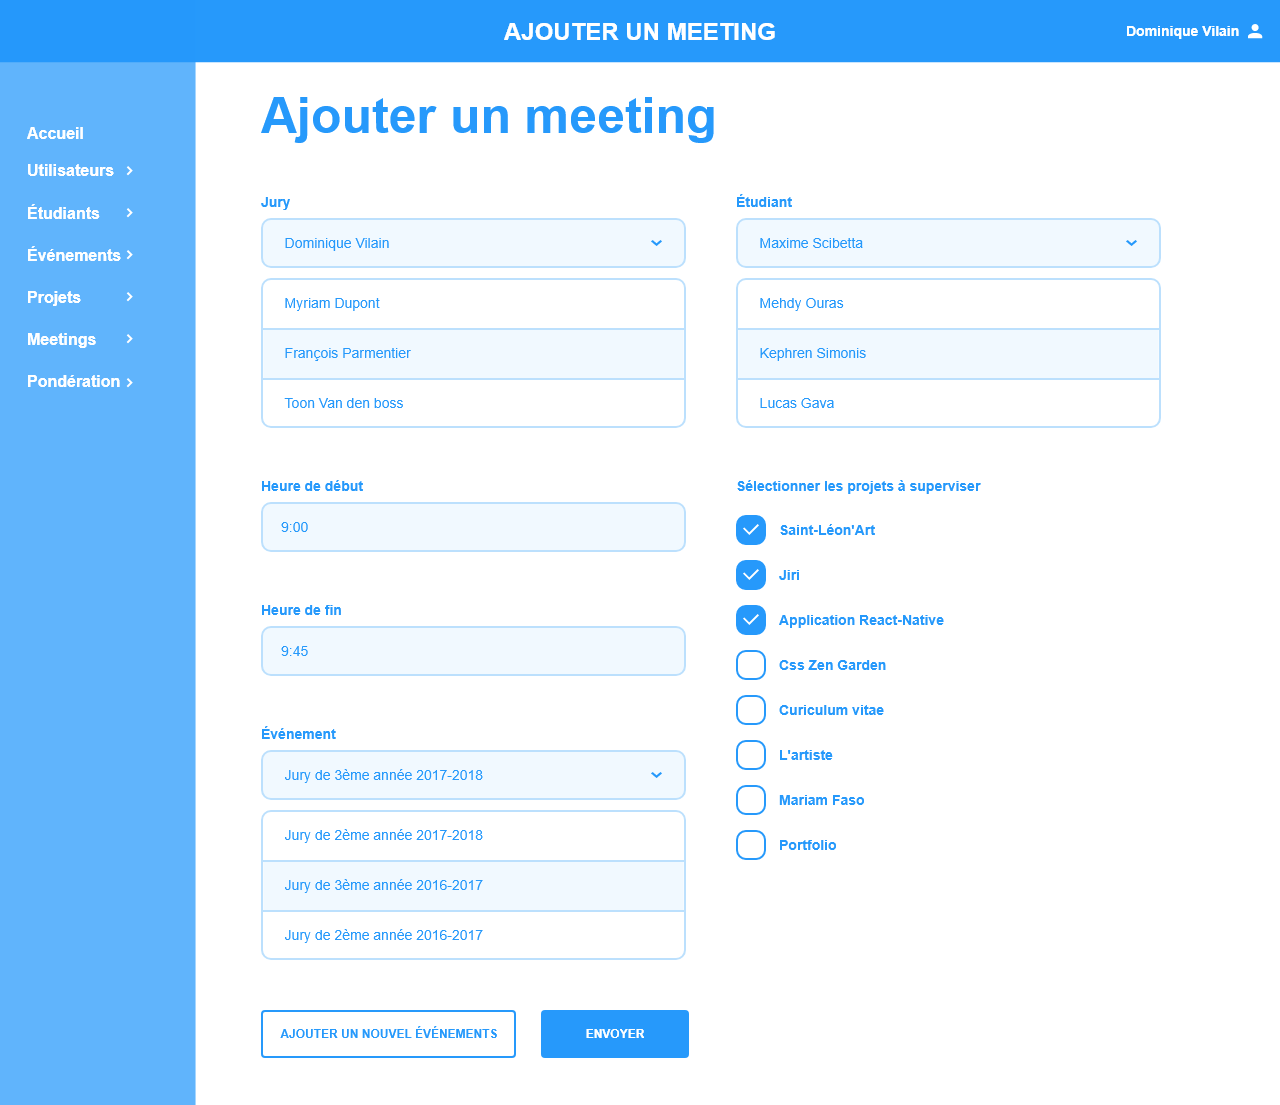 AJOUTER UN MEETING
Dominique Vilain
Accueil
Utilisateurs
Étudiants
Événements
Projets
Meetings
Pondération
Ajouter un meeting
Jury
Dominique Vilain
Myriam Dupont
François Parmentier
Toon Van den boss
Étudiant
Maxime Scibetta
Mehdy Ouras
Kephren Simonis
Lucas Gava
Heure de début
9:00
Heure de fin
9:45
Événement
Jury de 3ème année 2017-2018
Jury de 2ème année 2017-2018
Jury de 3ème année 2016-2017
Jury de 2ème année 2016-2017
Sélectionner les projets à superviser
Saint-Léon'Art
Jiri
Application React-Native
Css Zen Garden
Curiculum vitae
L'artiste
Mariam Faso
Portfolio
AJOUTER UN NOUVEL ÉVÉNEMENTS
ENVOYER